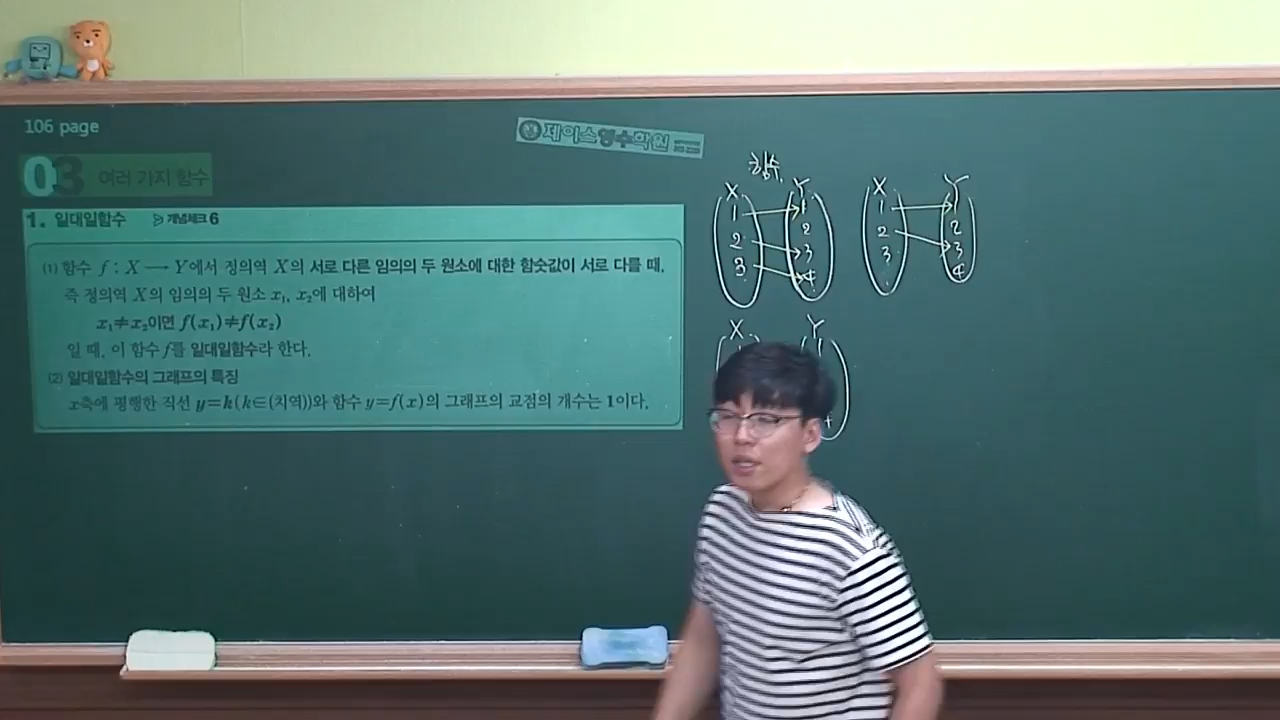 106 page
제이스영수학원
03 여러 가지 함수
1. 일대일함수 ≫ 개념체크 6
(1) 함수 f : X → Y에서 정의역 X의 서로 다른 임의의 두 원소에 대한 함숫값이 서로 다를 때,
즉 정의역 X의 임의의 두 원소 x₁, x₂에 대하여
x₁≠x₂이면 f(x₁)≠f(x₂)
일 때, 이 함수 f를 일대일함수라 한다.
(2) 일대일함수의 그래프의 특징
x축에 평행한 직선 y=k(k∈(치역))와 함수 y=f(x)의 그래프의 교점의 개수는 1이다.
함수
X Y
1 1
2 2
3 3
4
X Y
1 1
2 2
3 3
4
X Y